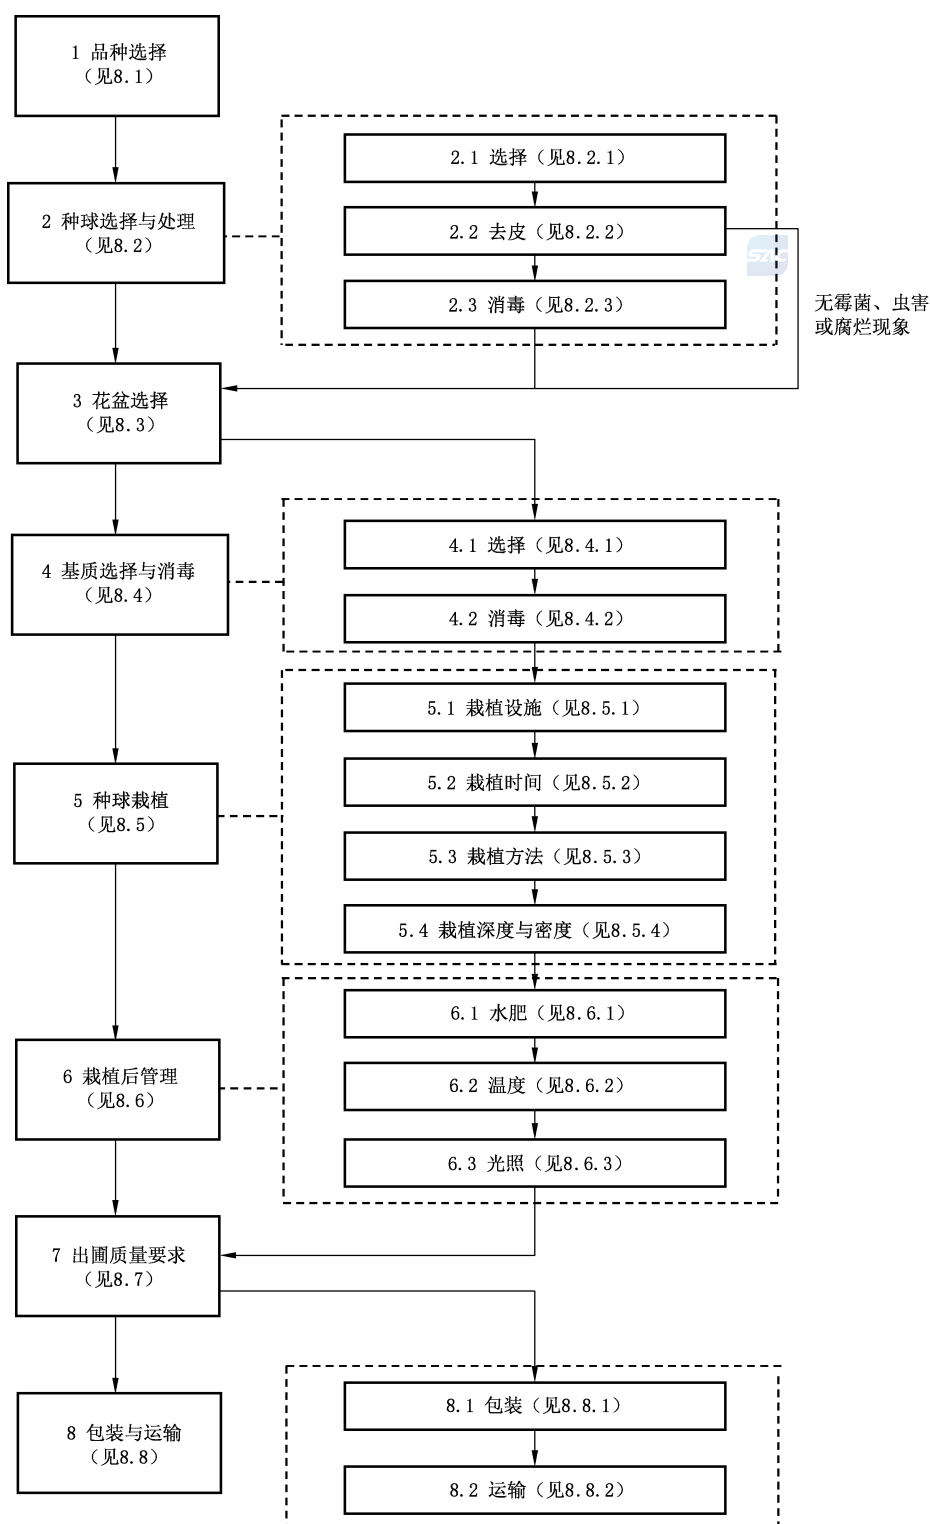 1 品种选择
（见8.1）
2 种球选择与处理
（见8.2）
2.1 选择（见8.2.1）
2.2 去皮（见8.2.2）
2.3 消毒（见8.2.3）
SAC
无霉菌、虫害
或腐烂现象
3 花盆选择
（见8.3）
4 基质选择与消毒
（见8.4）
4.1 选择（见8.4.1）
4.2 消毒（见8.4.2）
5 种球栽植
（见8.5）
5.1 栽植设施（见8.5.1）
5.2 栽植时间（见8.5.2）
5.3 栽植方法（见8.5.3）
5.4 栽植深度与密度（见8.5.4）
6 栽植后管理
（见8.6）
6.1 水肥（见8.6.1）
6.2 温度（见8.6.2）
6.3 光照（见8.6.3）
7 出圃质量要求
（见8.7）
8 包装与运输
（见8.8）
8.1 包装（见8.8.1）
8.2 运输（见8.8.2）